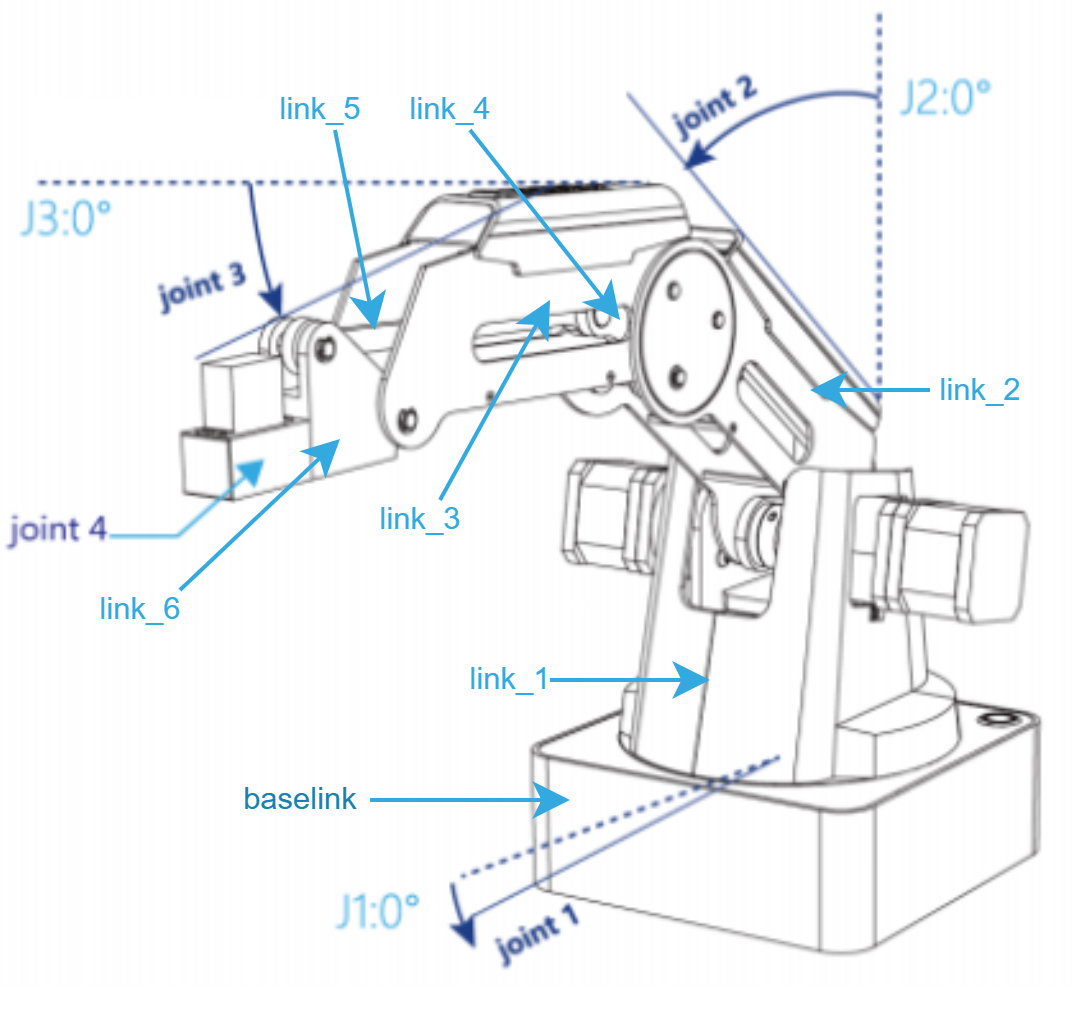 joint 2
J2:0°
link_5
link_4
J3:0°
joint 3
link_2
link_3
joint 4
link_6
link_1
baselink
J1:0°
joint 1